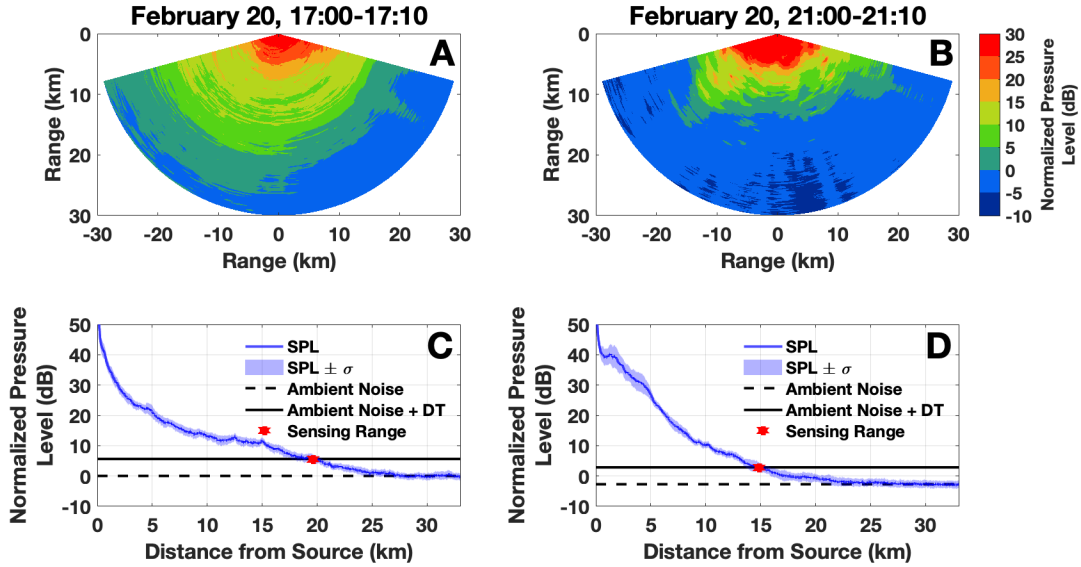 February 20, 17:00-17:10
A
0
10
20
30
Range (km)
-30 -20 -10 0 10 20 30
Range (km)
February 20, 21:00-21:10
B
0
10
20
30
Range (km)
-30 -20 -10 0 10 20 30
Range (km)
30
25
20
15
10
5
0
-5
-10
Normalized Pressure
Level (dB)
C
50
40
30
20
10
0
-10
Normalized Pressure
Level (dB)
SPL
SPL ± σ
Ambient Noise
Ambient Noise + DT
Sensing Range
0 5 10 15 20 25 30
Distance from Source (km)
D
50
40
30
20
10
0
-10
Normalized Pressure
Level (dB)
SPL
SPL ± σ
Ambient Noise
Ambient Noise + DT
Sensing Range
0 5 10 15 20 25 30
Distance from Source (km)